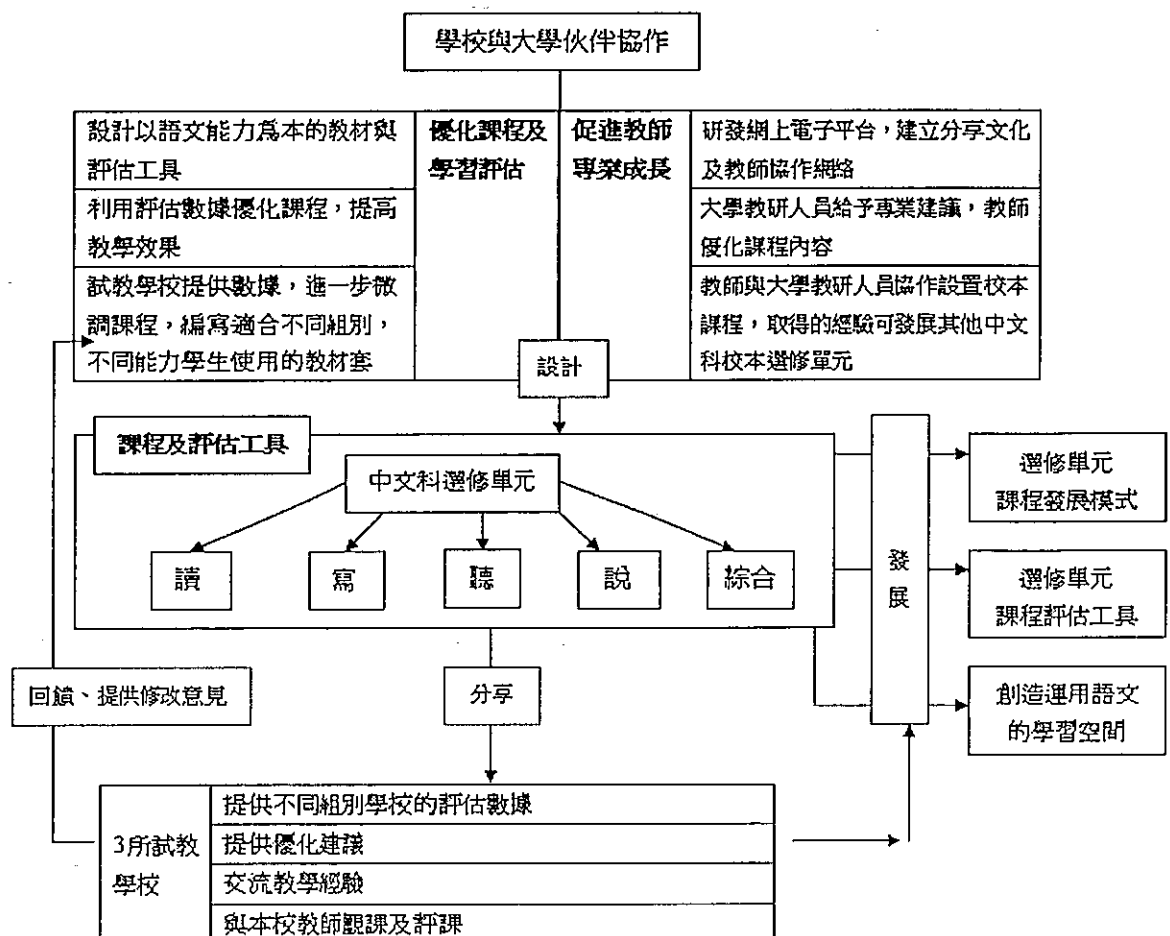 學校與大學伙伴協作
設計以語文能力為本的教材與
評估工具
利用評估數據優化課程，提高
教學效果
試教學校提供數據，進一步微
調課程，編寫適合不同組別，
不同能力學生使用的教材套
優化課程及
學習評估
促進教師
專業成長
研發網上電子平台，建立分享文化
及教師協作網絡
大學教研人員給予專業建議，教師
優化課程內容
教師與大學教研人員協作設置校本
課程，取得的經驗可發展其他中文
科校本選修單元
設計
課程及評估工具
中文科選修單元
讀
寫
聽
說
綜合
發
展
選修單元
課程發展模式
選修單元
課程評估工具
創造運用語文
的學習空間
回饋、提供修改意見
分享
3所試教
學校
提供不同組別學校的評估數據
提供優化建議
交流教學經驗
與本校教師觀課及評課